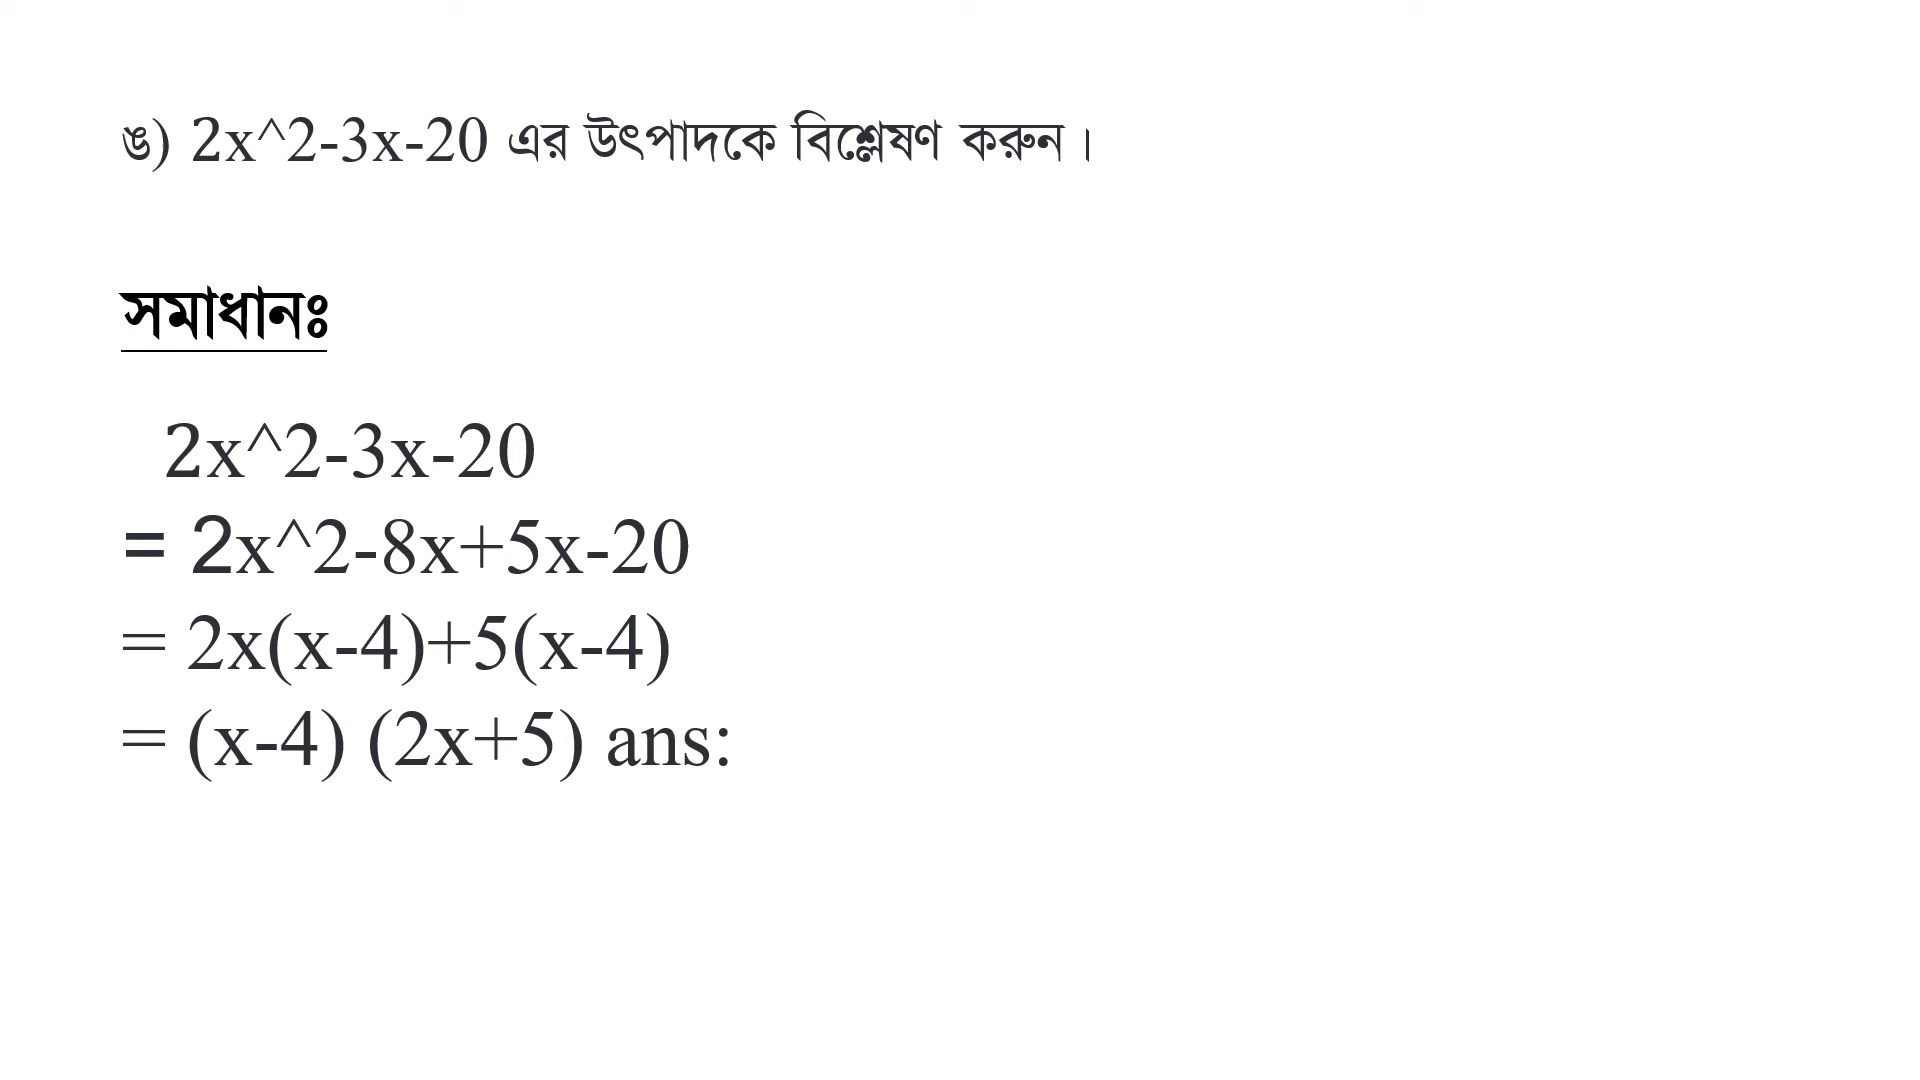 ঙ) 2x^2-3x-20 এর উৎপাদকে বিশ্লেষণ করুন।
সমাধানঃ
2x^2-3x-20
= 2x^2-8x+5x-20
= 2x(x-4)+5(x-4)
= (x-4) (2x+5) ans: